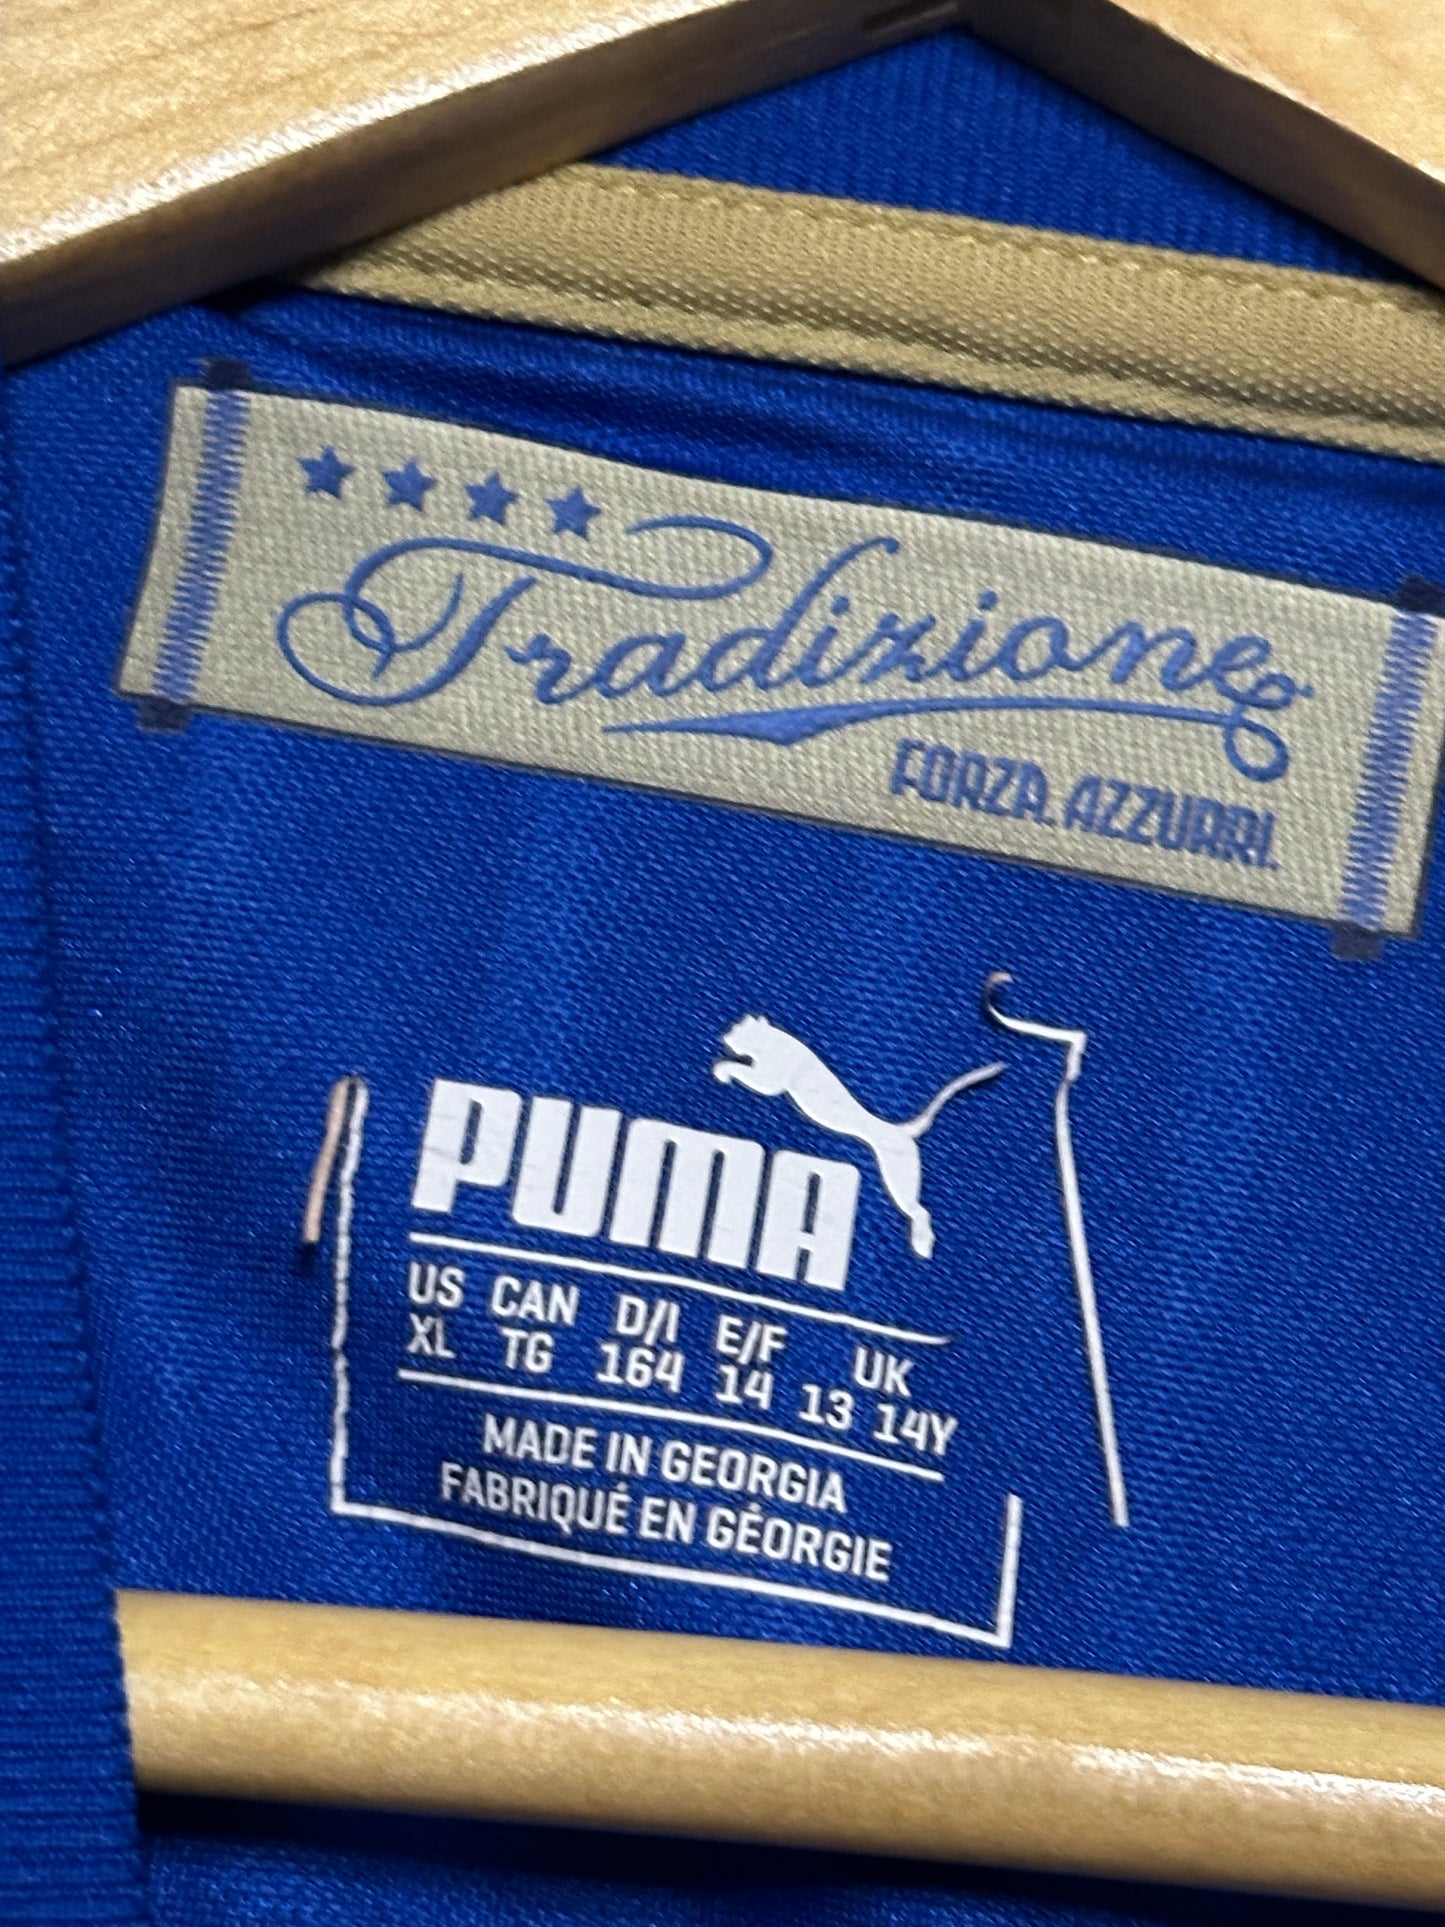 Tradizione
FORZA. AZZURRI.
PUMA
US CAN D/I E/F UK
XL TG 164 14 13 14Y
MADE IN GEORGIA
FABRIQUÉ EN GÉORGIE